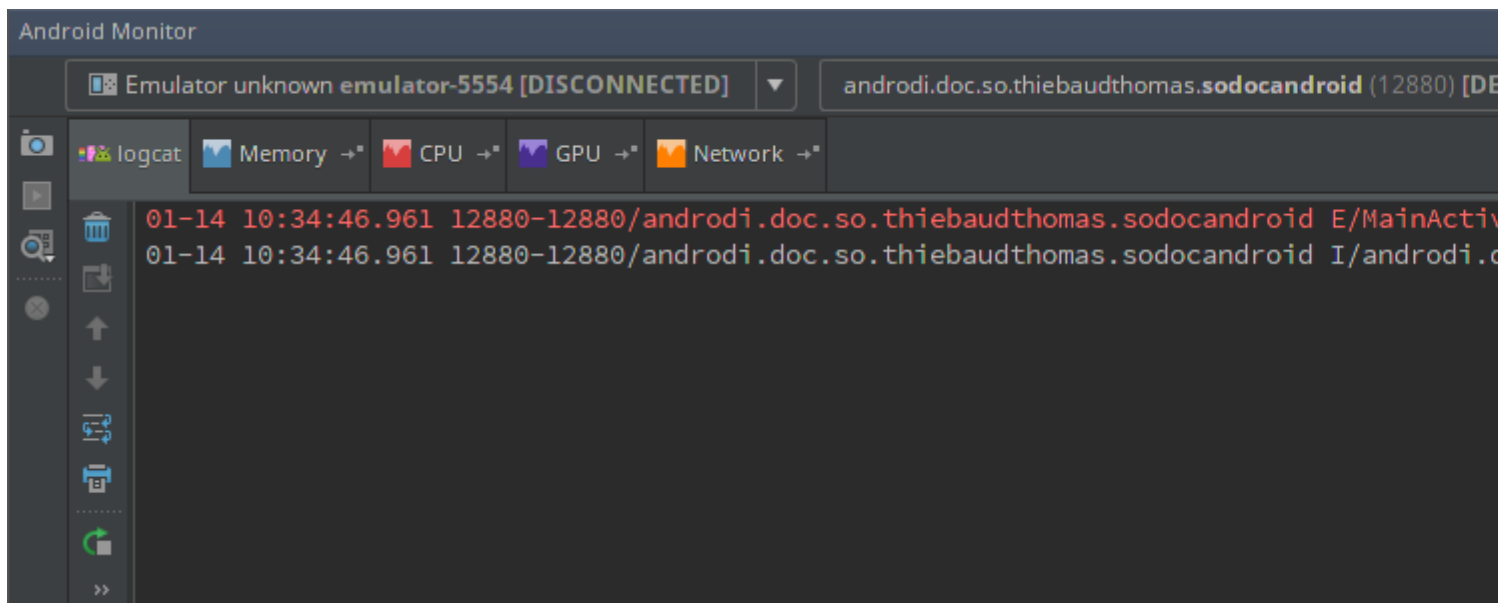 Android Monitor
Emulator unknown emulator-5554 [DISCONNECTED] androdi.doc.so.thiebaudthomas.sodocandroid (12880) [DE
logcat Memory CPU GPU Network
01-14 10:34:46.961 12880-12880/androdi.doc.so.thiebaudthomas.sodocandroid E/MainActiv
01-14 10:34:46.961 12880-12880/androdi.doc.so.thiebaudthomas.sodocandroid I/androdi.d